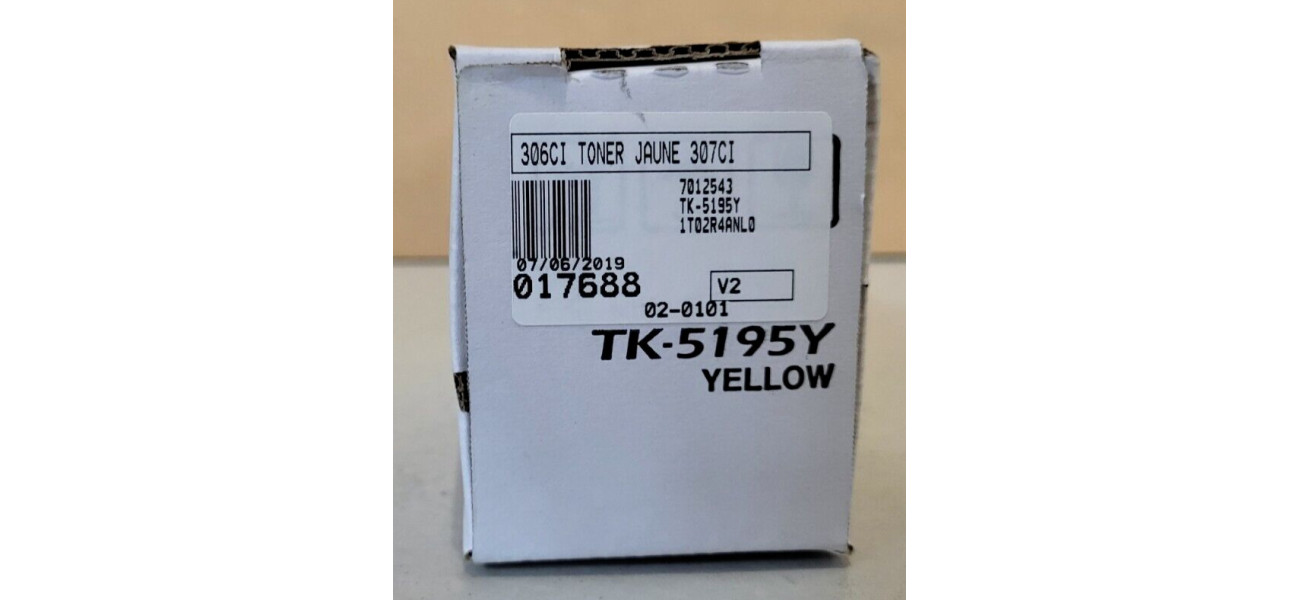 306CI TONER JAUNE 307CI
7012543
TK-5195Y
1T02R4ANL0
07/06/2019
017688
V2
02-0101
TK-5195Y
YELLOW